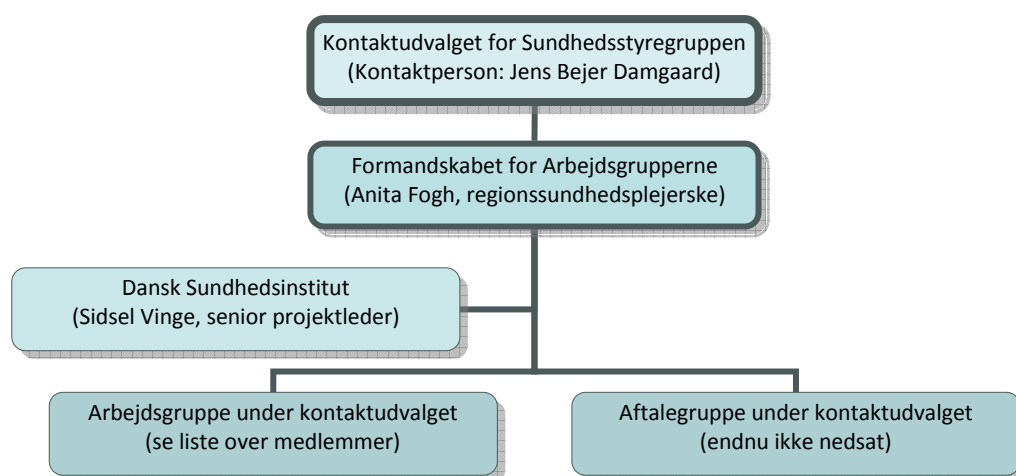 Kontaktudvalget for Sundhedsstyregruppen
(Kontaktperson: Jens Bejer Damgaard)
Formandskabet for Arbejdsgrupperne
(Anita Fogh, regionssundhedsplejerske)
Dansk Sundhedsinstitut
(Sidsel Vinge, senior projektleder)
Arbejdsgruppe under kontaktudvalget
(se liste over medlemmer)
Aftalegruppe under kontaktudvalget
(endnu ikke nedsat)